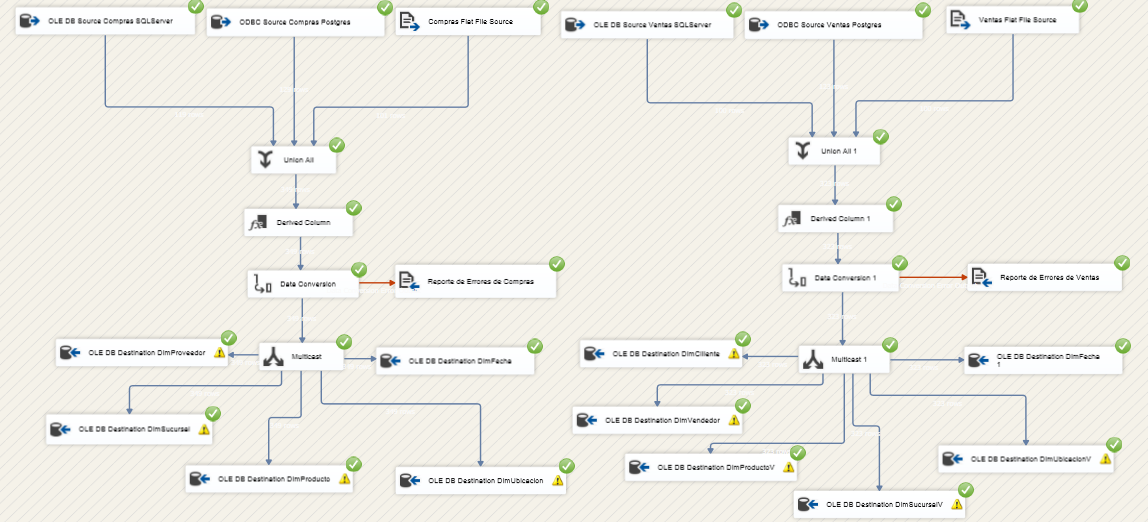 OLE DB Source Compras SQLServer
ODBC Source Compras Postgres
Compras Flat File Source
OLE DB Source Ventas SQLServer
ODBC Source Ventas Postgres
Ventas Flat File Source
Union All
Union All 1
Derived Column
Derived Column 1
Data Conversion
Reporte de Errores de Compras
Data Conversion 1
Reporte de Errores de Ventas
OLE DB Destination DimProveedor
Multicast
OLE DB Destination DimFecha
OLE DB Destination DimCliente
Multicast 1
OLE DB Destination DimFecha
1
OLE DB Destination DimSucursal
OLE DB Destination DimVendedor
OLE DB Destination DimProducto
OLE DB Destination DimUbicacion
OLE DB Destination DimProductoV
OLE DB Destination DimUbicacionV
OLE DB Destination DimSucursalV